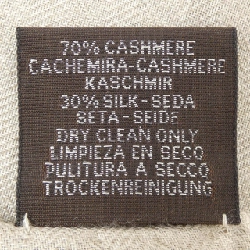 70% CASHMERE
CACHEMIRA-CASHMERE
KASCHMIR
30% SILK-SEDA
SETA-SEIDE
DRY CLEAN ONLY
LIMPIEZA EN SECO
PULITURA A SECCO
TROCKENREINIGUNG